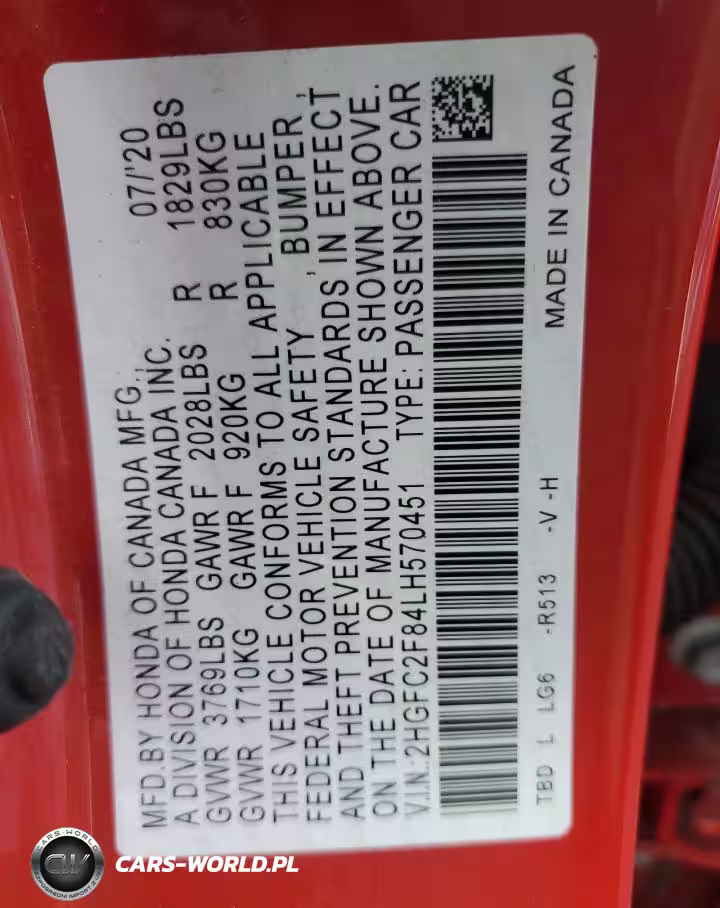 MFD.BY HONDA OF CANADA MFG., 07/'20
A DIVISION OF HONDA CANADA INC.
GVWR 3769LBS GAWR F 2028LBS R 1829LBS
GVWR 1710KG GAWR F 920KG R 830KG
THIS VEHICLE CONFORMS TO ALL APPLICABLE
FEDERAL MOTOR VEHICLE SAFETY , BUMPER ,
AND THEFT PREVENTION STANDARDS IN EFFECT
ON THE DATE OF MANUFACTURE SHOWN ABOVE.
V.I.N.:2HGFC2F84LH570451 TYPE: PASSENGER CAR
TBD L LG6 -R513 -V -H MADE IN CANADA
CARS-WORLD
CW
CARS-WORLD.PL